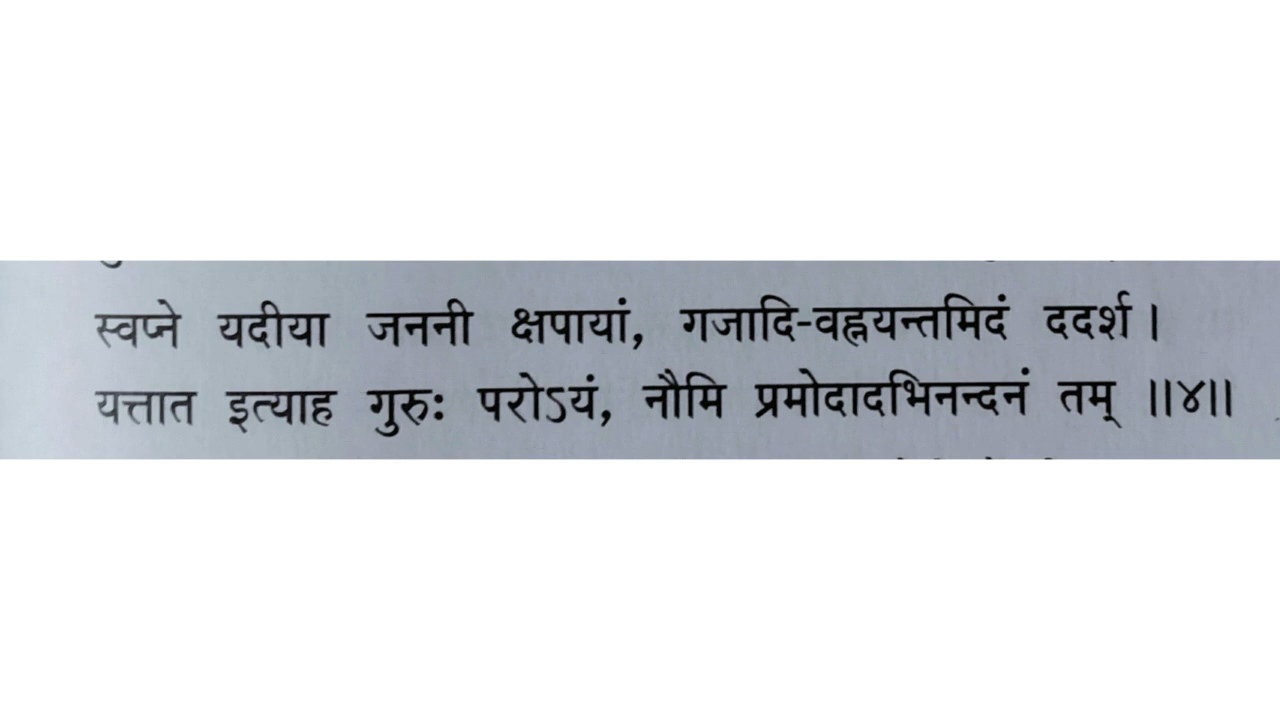 स्वप्ने यदीया जननी क्षपायां, गजादि-वह्नयन्तमिदं ददर्श।
यत्तात इत्याह गुरुः परोऽयं, नौमि प्रमोदादभिनन्दनं तम् ॥४॥